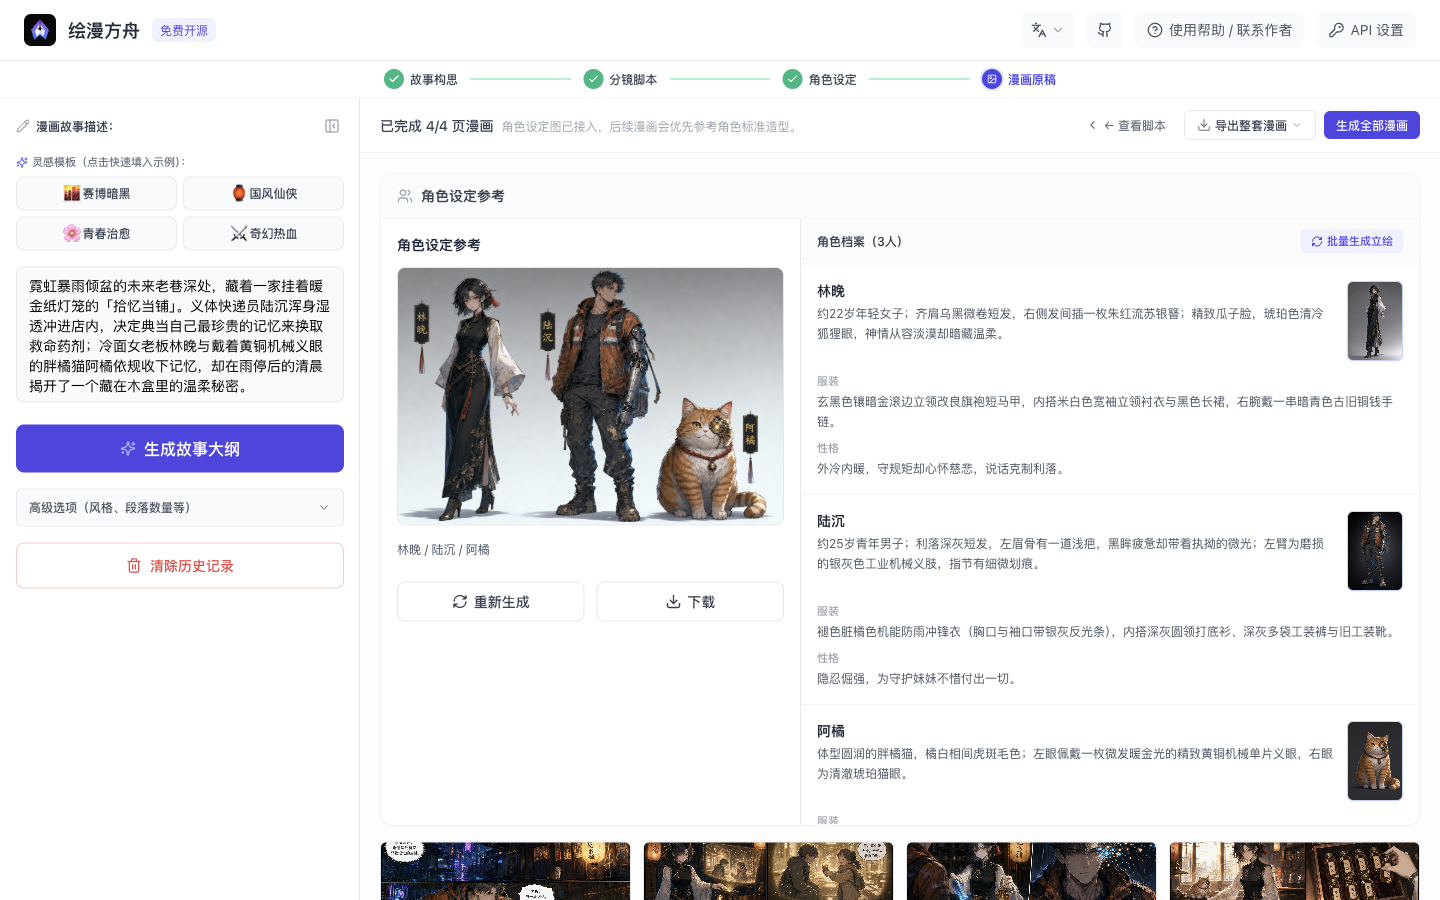 绘漫方舟
免费开源
使用帮助 / 联系作者
API 设置
故事构思
分镜脚本
角色设定
漫画原稿
漫画故事描述:
灵感模板（点击快速填入示例）:
赛博暗黑
国风仙侠
青春治愈
奇幻热血
霓虹暴雨倾盆的未来老巷深处，藏着一家挂着暖
金纸灯笼的「拾忆当铺」。义体快递员陆沉浑身湿
透冲进店内，决定典当自己最珍贵的记忆来换取
救命药剂；冷面女老板林晚与戴着黄铜机械义眼
的胖橘猫阿橘依规收下记忆，却在雨停后的清晨
揭开了一个藏在木盒里的温柔秘密。
生成故事大纲
高级选项（风格、段落数量等）
清除历史记录
已完成 4/4 页漫画
角色设定图已接入，后续漫画会优先参考角色标准造型。
← 查看脚本
导出整套漫画
生成全部漫画
角色设定参考
角色设定参考
林晚
陆沉
阿橘
林晚 / 陆沉 / 阿橘
重新生成
下载
角色档案（3人）
批量生成立绘
林晚
约22岁年轻女子；齐肩乌黑微卷短发，右侧发间插一枚朱红流苏银簪；精致瓜子脸，琥珀色清冷
狐狸眼，神情从容淡漠却暗藏温柔。
服装
玄黑色镶暗金滚边立领改良旗袍短马甲，内搭米白色宽袖立领衬衣与黑色长裙，右腕戴一串暗青色古旧铜钱手
链。
性格
外冷内暖，守规矩却心怀慈悲，说话克制利落。
陆沉
约25岁青年男子；利落深灰短发，左眉骨有一道浅疤，黑眸疲惫却带着执拗的微光；左臂为磨损
的银灰色工业机械义肢，指节有细微划痕。
服装
褪色脏橘色机能防雨冲锋衣（胸口与袖口带银灰反光条），内搭深灰圆领打底衫、深灰多袋工装裤与旧工装靴。
性格
隐忍倔强，为守护妹妹不惜付出一切。
阿橘
体型圆润的胖橘猫，橘白相间虎斑毛色；左眼佩戴一枚微发暖金光的精致黄铜机械单片义眼，右眼
为清澈琥珀猫眼。
服装